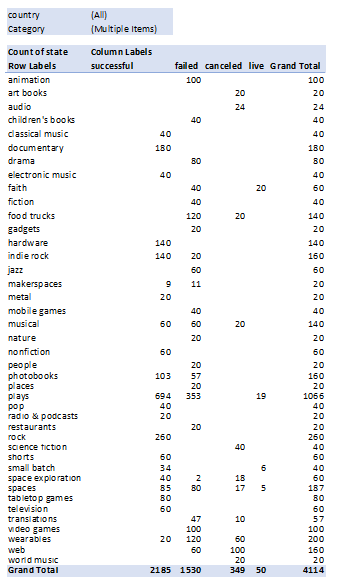 country (All)
Category (Multiple Items)
Count of state Column Labels
Row Labels successful failed canceled live Grand Total
animation 100 100
art books 20 20
audio 24 24
children's books 40 40
classical music 40 40
documentary 180 180
drama 80 80
electronic music 40 40
faith 40 20 60
fiction 40 40
food trucks 120 20 140
gadgets 20 20
hardware 140 140
indie rock 140 20 160
jazz 60 60
makerspaces 9 11 20
metal 20 20
mobile games 40 40
musical 60 60 20 140
nature 20 20
nonfiction 60 60
people 20 20
photobooks 103 57 160
places 20 20
plays 694 353 19 1066
pop 40 40
radio & podcasts 20 20
restaurants 20 20
rock 260 260
science fiction 40 40
shorts 60 60
small batch 34 6 40
space exploration 40 2 18 60
spaces 85 80 17 5 187
tabletop games 80 80
television 60 60
translations 47 10 57
video games 100 100
wearables 20 120 60 200
web 60 100 160
world music 20 20
Grand Total 2185 1530 349 50 4114